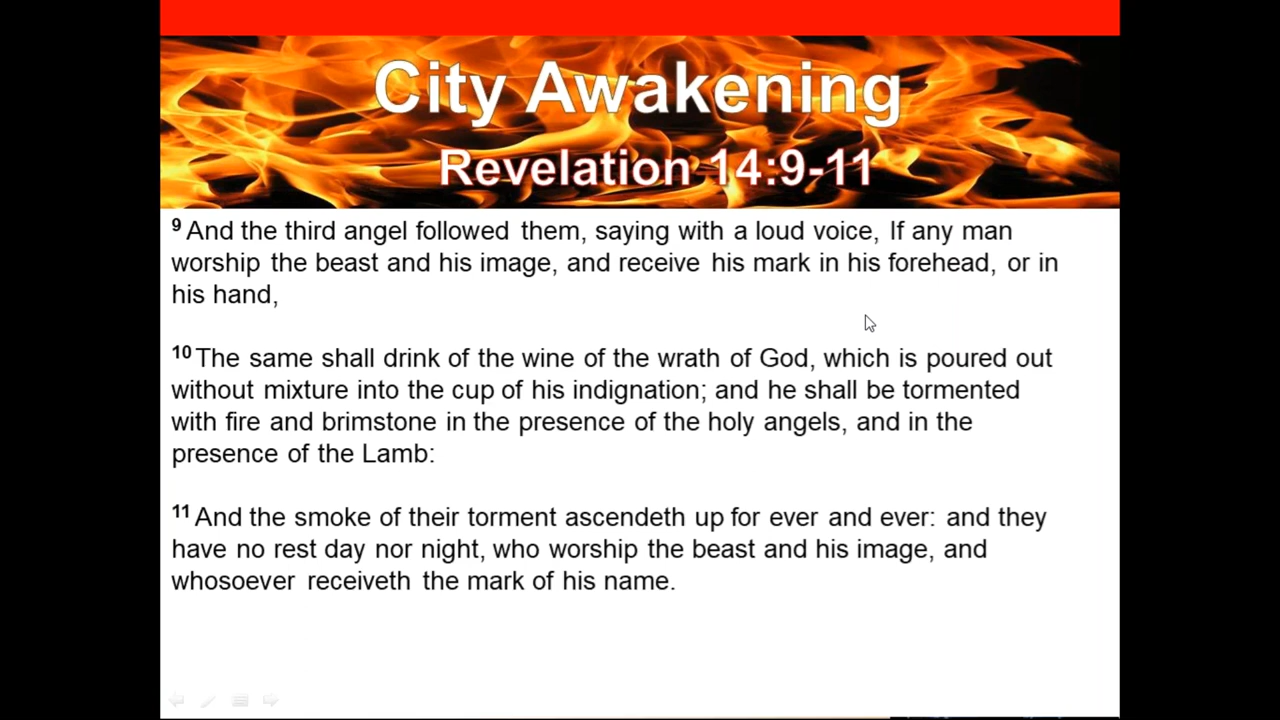 City Awakening
Revelation 14:9-11
9 And the third angel followed them, saying with a loud voice, If any man
worship the beast and his image, and receive his mark in his forehead, or in
his hand,
10 The same shall drink of the wine of the wrath of God, which is poured out
without mixture into the cup of his indignation; and he shall be tormented
with fire and brimstone in the presence of the holy angels, and in the
presence of the Lamb:
11 And the smoke of their torment ascendeth up for ever and ever: and they
have no rest day nor night, who worship the beast and his image, and
whosoever receiveth the mark of his name.